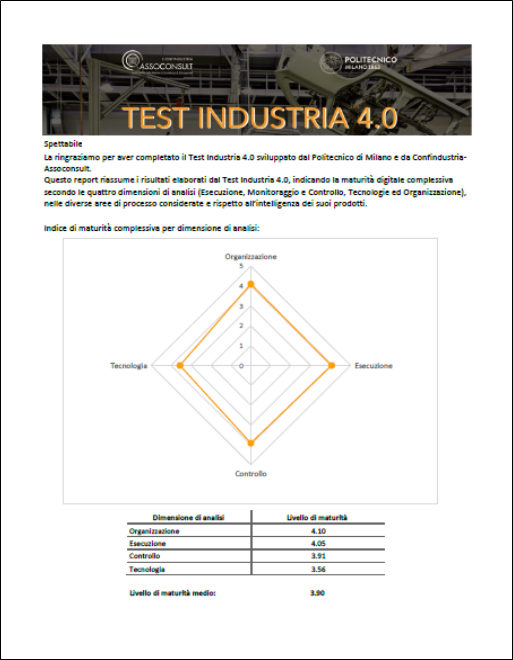 CONFINDUSTRIA
ASSOCONSULT
POLITECNICO
MILANO 1863
TEST INDUSTRIA 4.0
Spettabile
La ringraziamo per aver completato il Test Industria 4.0 sviluppato dal Politecnico di Milano e da Confindustria-
Assoconsult.
Questo report riassume i risultati elaborati dal Test Industria 4.0, indicando la maturità digitale complessiva
secondo le quattro dimensioni di analisi (Esecuzione, Monitoraggio e Controllo, Tecnologie ed Organizzazione),
nelle diverse aree di processo considerate e rispetto all'intelligenza dei suoi prodotti.
Indice di maturità complessiva per dimensione di analisi:
Organizzazione
5
4
3
2
1
Tecnologia 0 Esecuzione
Controllo
Dimensione di analisi Livello di maturità
Organizzazione 4.10
Esecuzione 4.05
Controllo 3.91
Tecnologia 3.56
Livello di maturità medio: 3.90